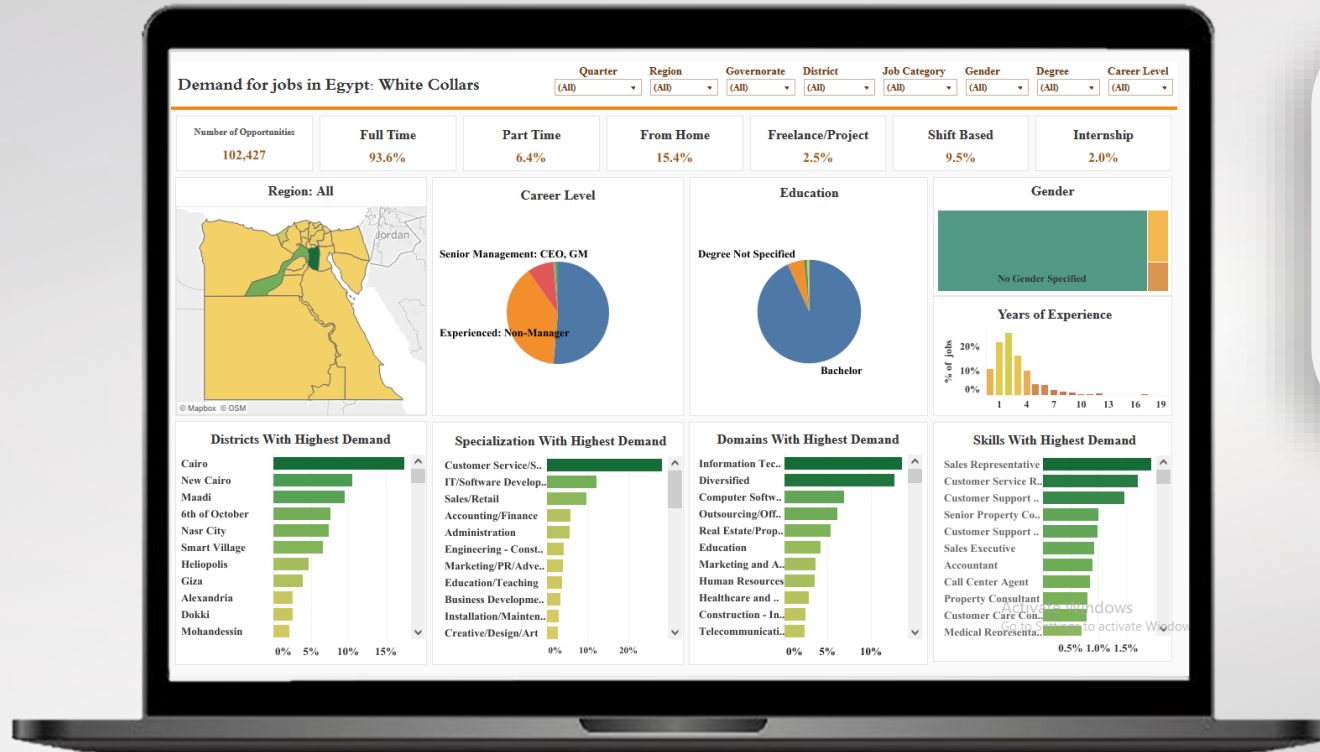 Demand for jobs in Egypt: White Collars
Quarter Region Governorate District Job Category Gender Degree Career Level
(All) (All) (All) (All) (All) (All) (All) (All)
Number of Opportunities
102,427
Full Time
93.6%
Part Time
6.4%
From Home
15.4%
Freelance/Project
2.5%
Shift Based
9.5%
Internship
2.0%
Region: All
Jordan
© Mapbox © OSM
Career Level
Senior Management: CEO, GM
Experienced: Non-Manager
Education
Degree Not Specified
Bachelor
Gender
No Gender Specified
Years of Experience
% of jobs
20%
10%
0%
1 4 7 10 13 16 19
Districts With Highest Demand
Cairo
New Cairo
Maadi
6th of October
Nasr City
Smart Village
Heliopolis
Giza
Alexandria
Dokki
Mohandessin
0% 5% 10% 15%
Specialization With Highest Demand
Customer Service/S..
IT/Software Develop..
Sales/Retail
Accounting/Finance
Administration
Engineering - Const..
Marketing/PR/Adve..
Education/Teaching
Business Developme..
Installation/Mainten..
Creative/Design/Art
0% 10% 20%
Domains With Highest Demand
Information Tec..
Diversified
Computer Softw..
Outsourcing/Off..
Real Estate/Prop..
Education
Marketing and A..
Human Resources
Healthcare and ..
Construction - In..
Telecommunicati..
0% 5% 10%
Skills With Highest Demand
Sales Representative
Customer Service R..
Customer Support ..
Senior Property Co..
Customer Support ..
Sales Executive
Accountant
Call Center Agent
Property Consultant
Customer Care Con..
Medical Representa..
0.5% 1.0% 1.5%
Activate Windows
Go to Settings to activate Window